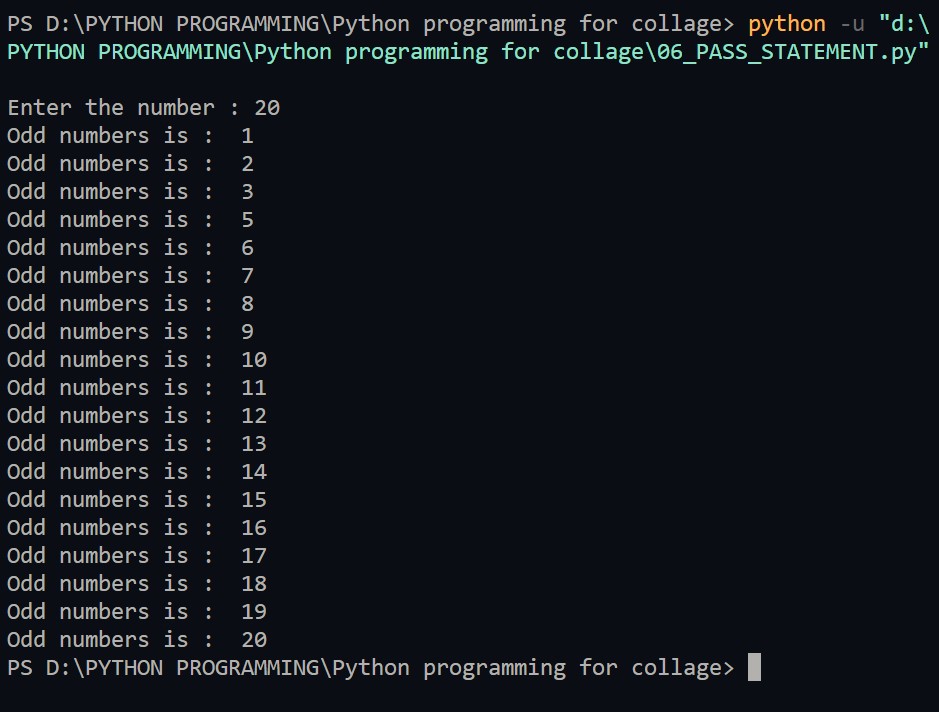 PS D:\PYTHON PROGRAMMING\Python programming for collage> python -u "d:\
PYTHON PROGRAMMING\Python programming for collage\06_PASS_STATEMENT.py"
Enter the number : 20
Odd numbers is :  1
Odd numbers is :  2
Odd numbers is :  3
Odd numbers is :  5
Odd numbers is :  6
Odd numbers is :  7
Odd numbers is :  8
Odd numbers is :  9
Odd numbers is :  10
Odd numbers is :  11
Odd numbers is :  12
Odd numbers is :  13
Odd numbers is :  14
Odd numbers is :  15
Odd numbers is :  16
Odd numbers is :  17
Odd numbers is :  18
Odd numbers is :  19
Odd numbers is :  20
PS D:\PYTHON PROGRAMMING\Python programming for collage>